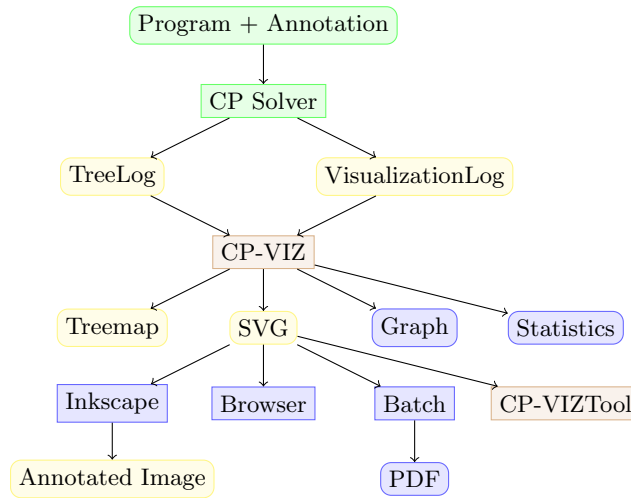 Program + Annotation
CP Solver
TreeLog
VisualizationLog
CP-VIZ
Treemap
SVG
Graph
Statistics
Inkscape
Browser
Batch
CP-VIZTool
Annotated Image
PDF